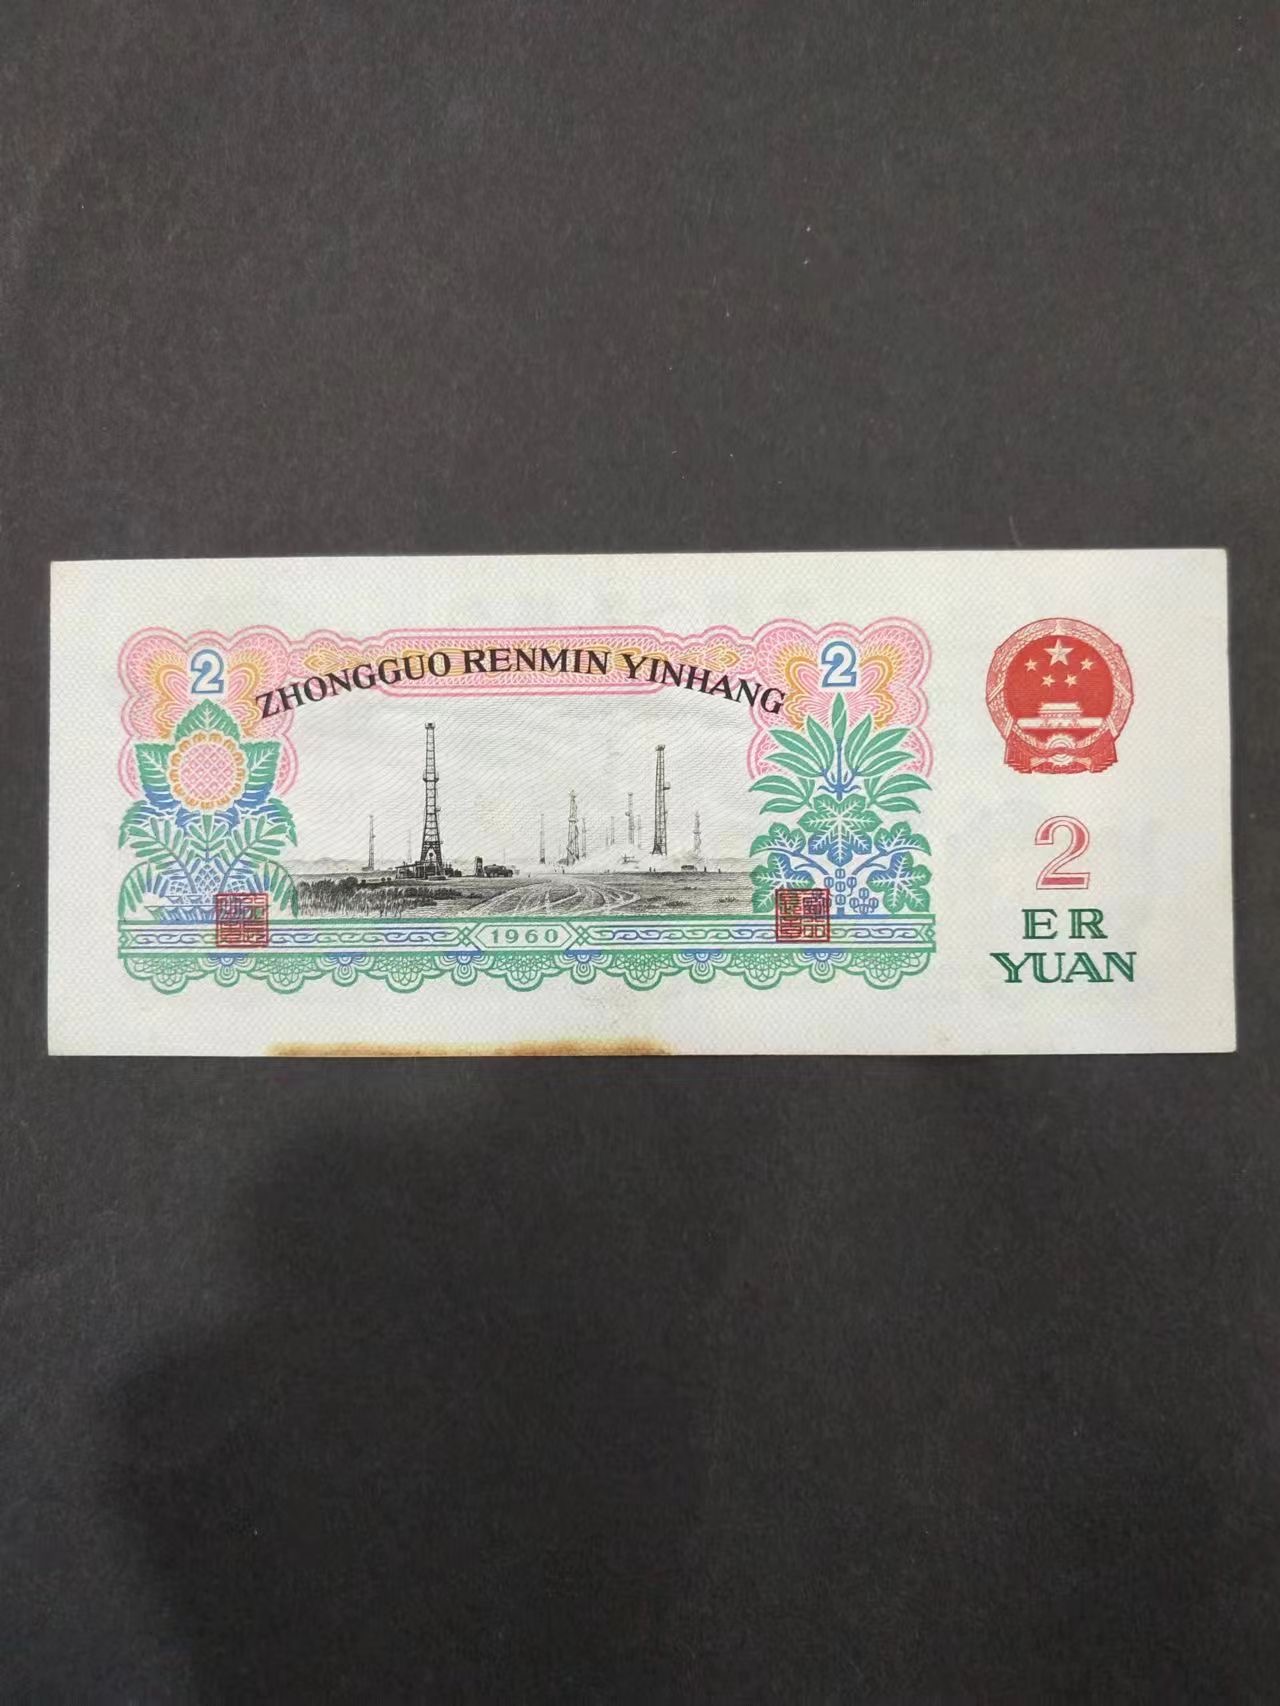 2
2
ZHONGGUO RENMIN YINHANG
1960
2
ER
YUAN